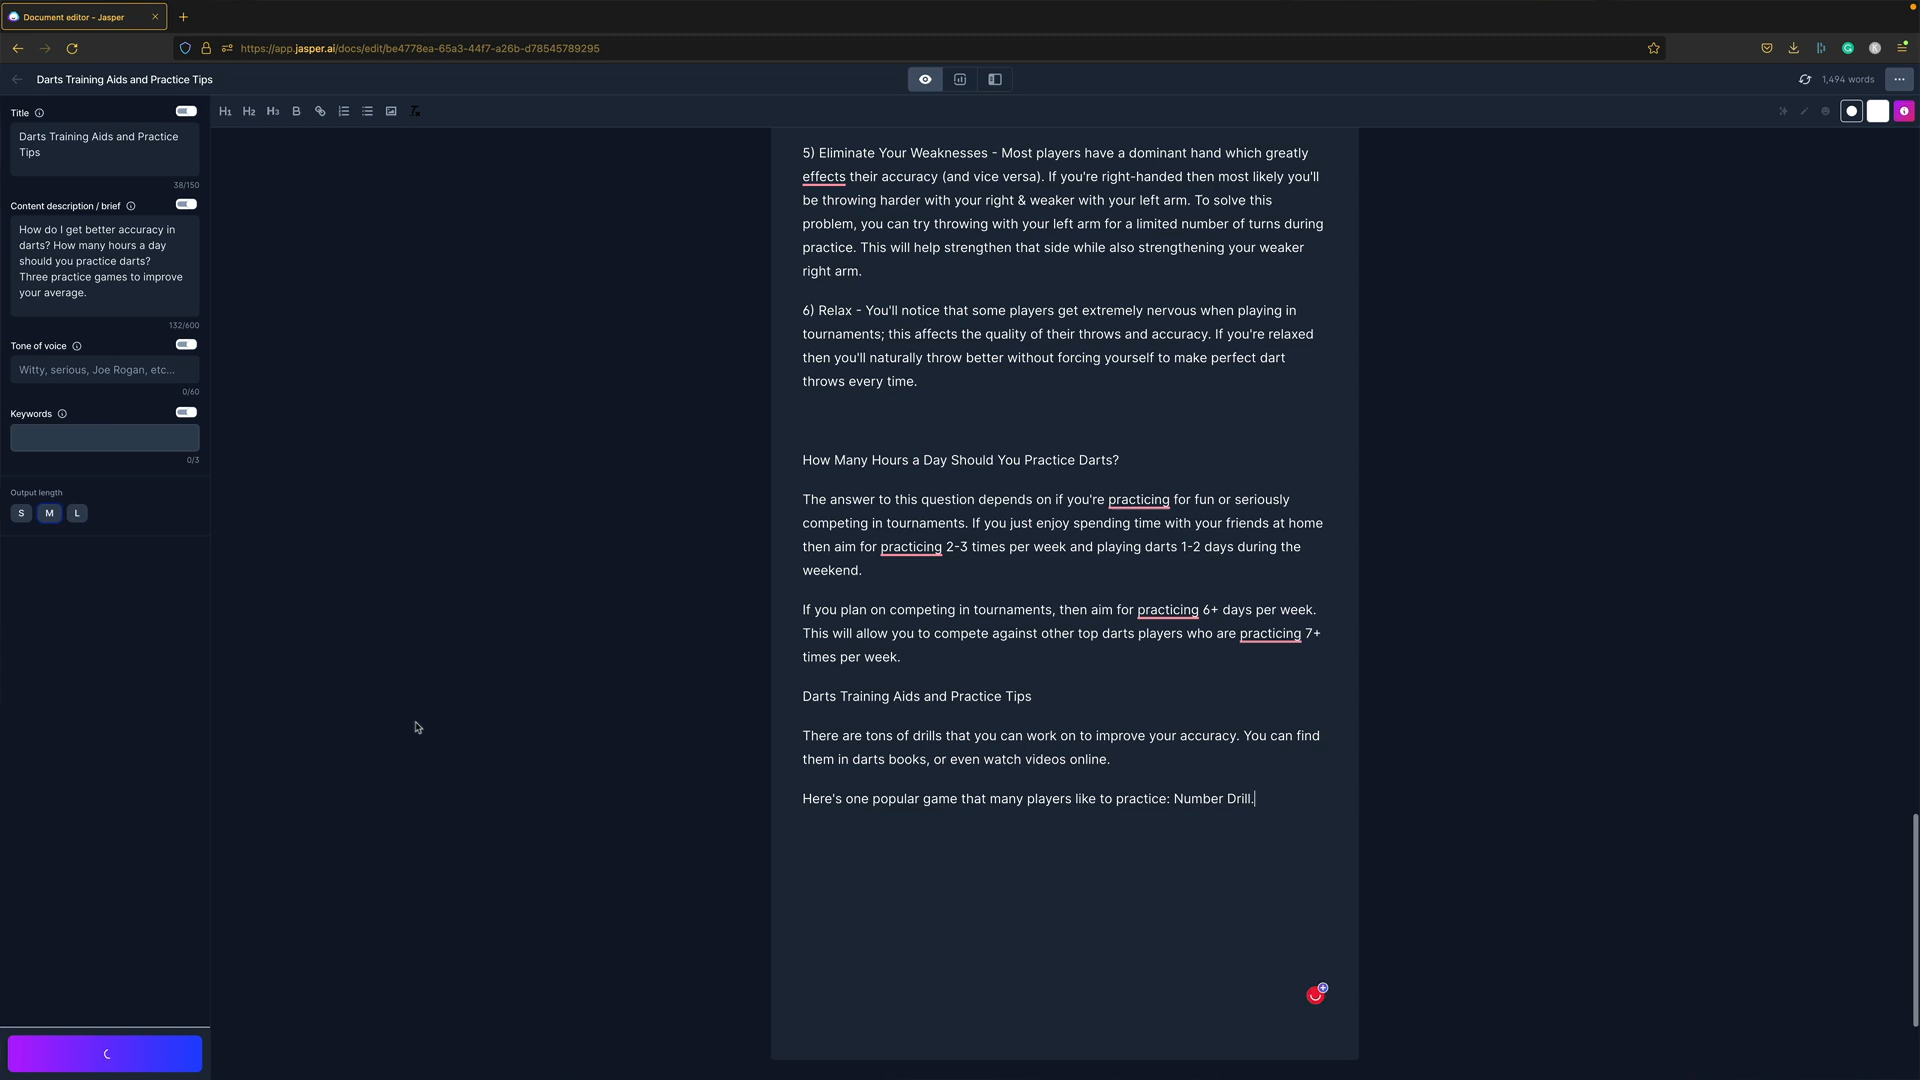 Document editor - Jasper
https://app.jasper.ai/docs/edit/be4778ea-65a3-44f7-a26b-d78545789295
Darts Training Aids and Practice Tips
1,494 words
H1 H2 H3 B
Title
Darts Training Aids and Practice
Tips
38/150
Content description / brief
How do I get better accuracy in
darts? How many hours a day
should you practice darts?
Three practice games to improve
your average.
132/600
Tone of voice
Witty, serious, Joe Rogan, etc...
0/60
Keywords
0/3
Output length
S M L
5) Eliminate Your Weaknesses - Most players have a dominant hand which greatly
effects their accuracy (and vice versa). If you're right-handed then most likely you'll
be throwing harder with your right & weaker with your left arm. To solve this
problem, you can try throwing with your left arm for a limited number of turns during
practice. This will help strengthen that side while also strengthening your weaker
right arm.
6) Relax - You'll notice that some players get extremely nervous when playing in
tournaments; this affects the quality of their throws and accuracy. If you're relaxed
then you'll naturally throw better without forcing yourself to make perfect dart
throws every time.
How Many Hours a Day Should You Practice Darts?
The answer to this question depends on if you're practicing for fun or seriously
competing in tournaments. If you just enjoy spending time with your friends at home
then aim for practicing 2-3 times per week and playing darts 1-2 days during the
weekend.
If you plan on competing in tournaments, then aim for practicing 6+ days per week.
This will allow you to compete against other top darts players who are practicing 7+
times per week.
Darts Training Aids and Practice Tips
There are tons of drills that you can work on to improve your accuracy. You can find
them in darts books, or even watch videos online.
Here's one popular game that many players like to practice: Number Drill.